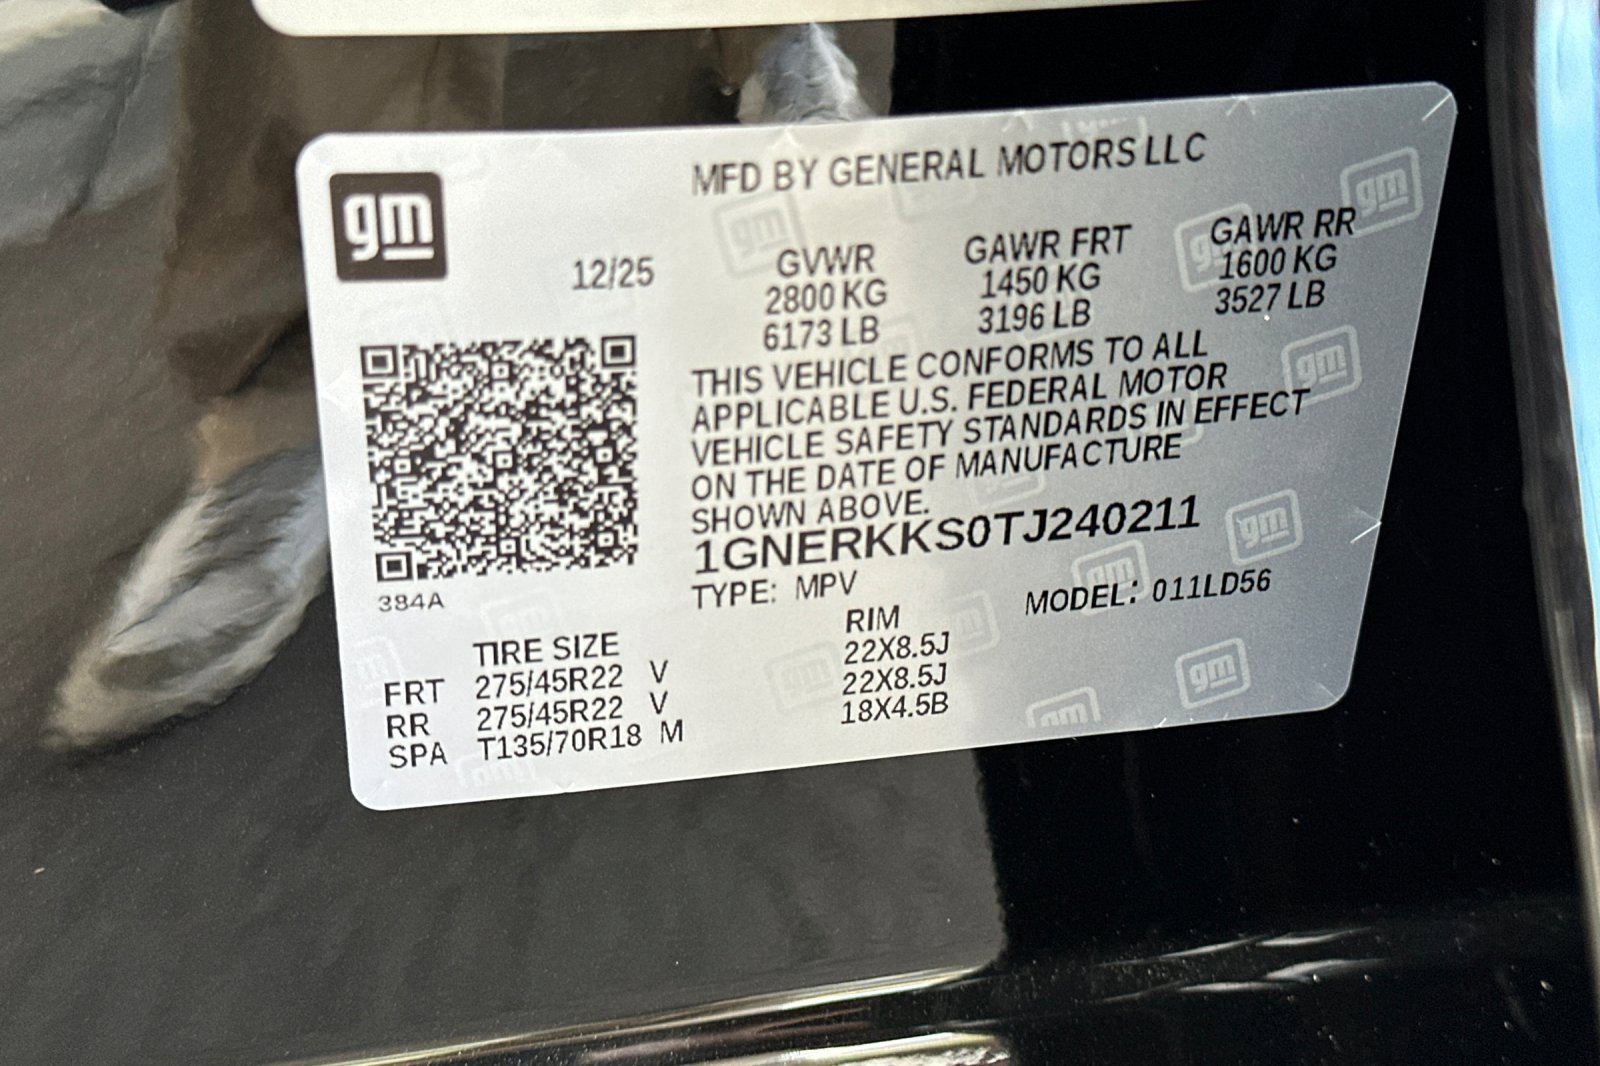 gm
MFD BY GENERAL MOTORS LLC
12/25
GVWR GAWR FRT GAWR RR
2800 KG 1450 KG 1600 KG
6173 LB 3196 LB 3527 LB
THIS VEHICLE CONFORMS TO ALL
APPLICABLE U.S. FEDERAL MOTOR
VEHICLE SAFETY STANDARDS IN EFFECT
ON THE DATE OF MANUFACTURE
SHOWN ABOVE.
1GNERKKS0TJ240211
TYPE: MPV MODEL: 011LD56
384A
TIRE SIZE RIM
FRT 275/45R22 V 22X8.5J
RR 275/45R22 V 22X8.5J
SPA T135/70R18 M 18X4.5B